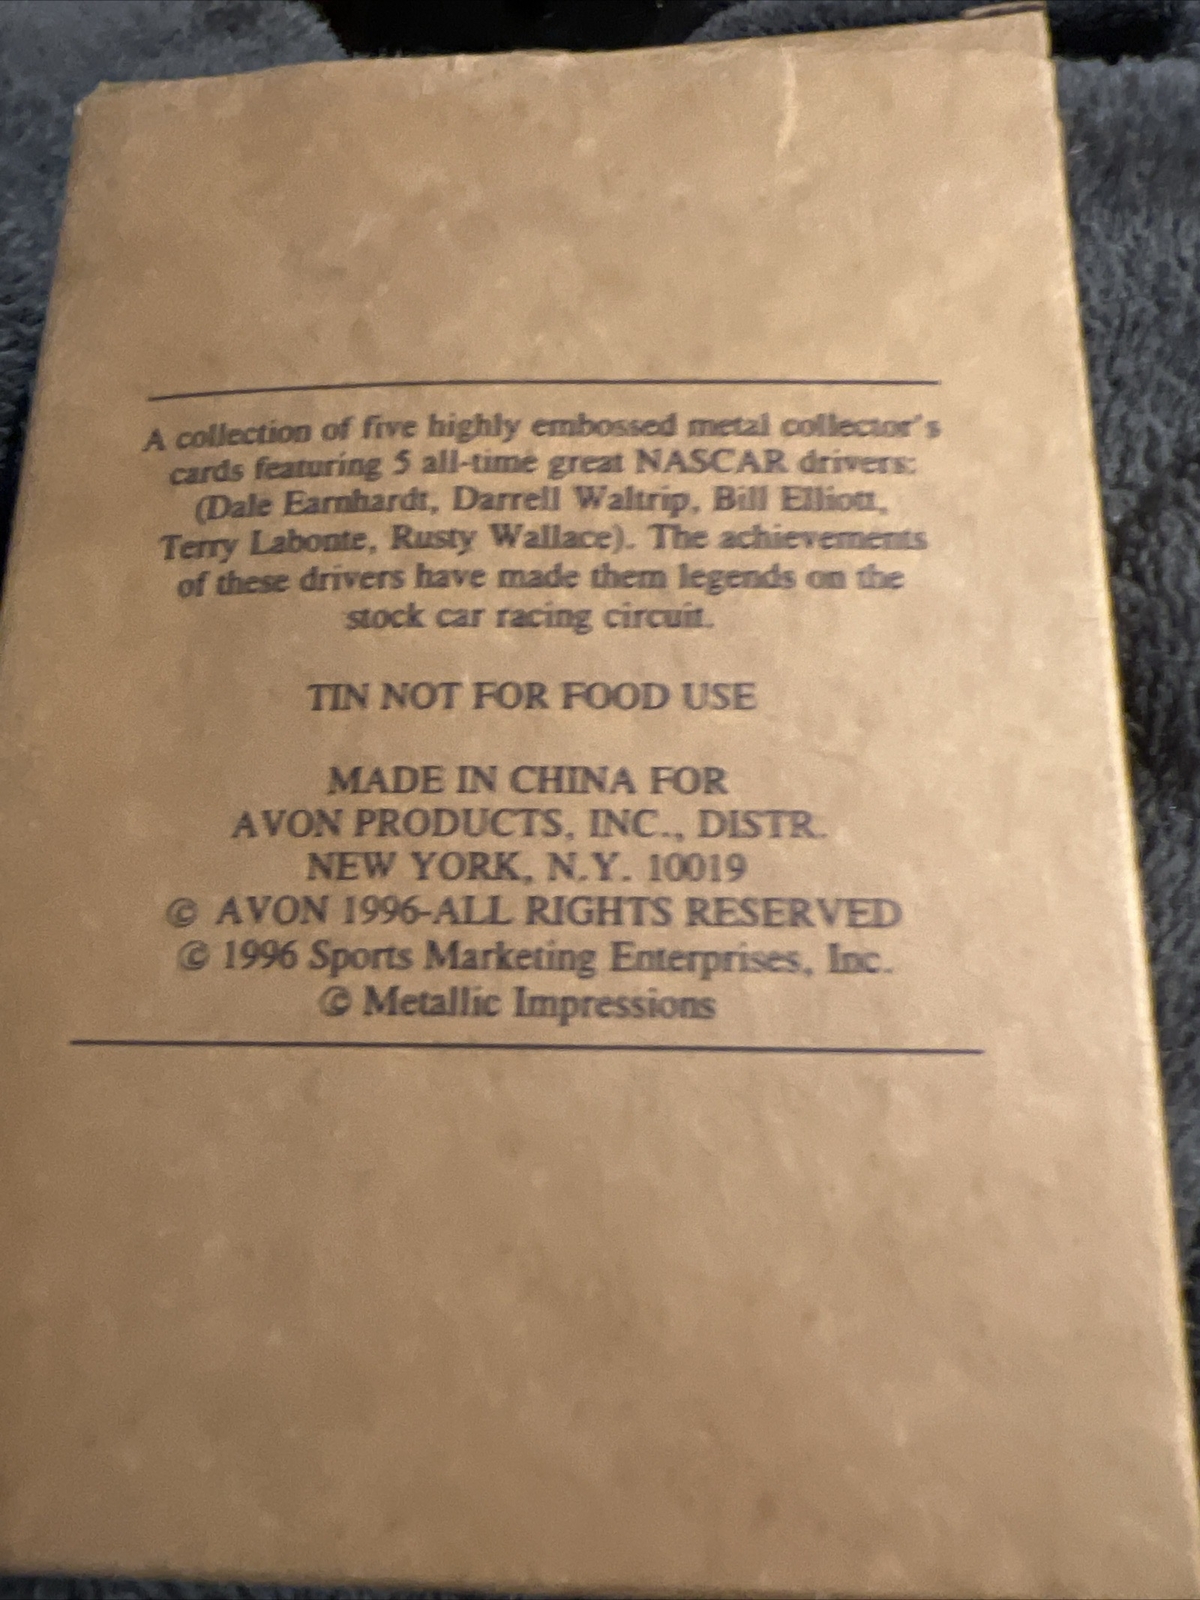 A collection of five highly embossed metal collector's
cards featuring 5 all-time great NASCAR drivers:
(Dale Earnhardt, Darrell Waltrip, Bill Elliott,
Terry Labonte, Rusty Wallace). The achievements
of these drivers have made them legends on the
stock car racing circuit.
TIN NOT FOR FOOD USE
MADE IN CHINA FOR
AVON PRODUCTS, INC., DISTR.
NEW YORK, N.Y. 10019
© AVON 1996-ALL RIGHTS RESERVED
© 1996 Sports Marketing Enterprises, Inc.
© Metallic Impressions